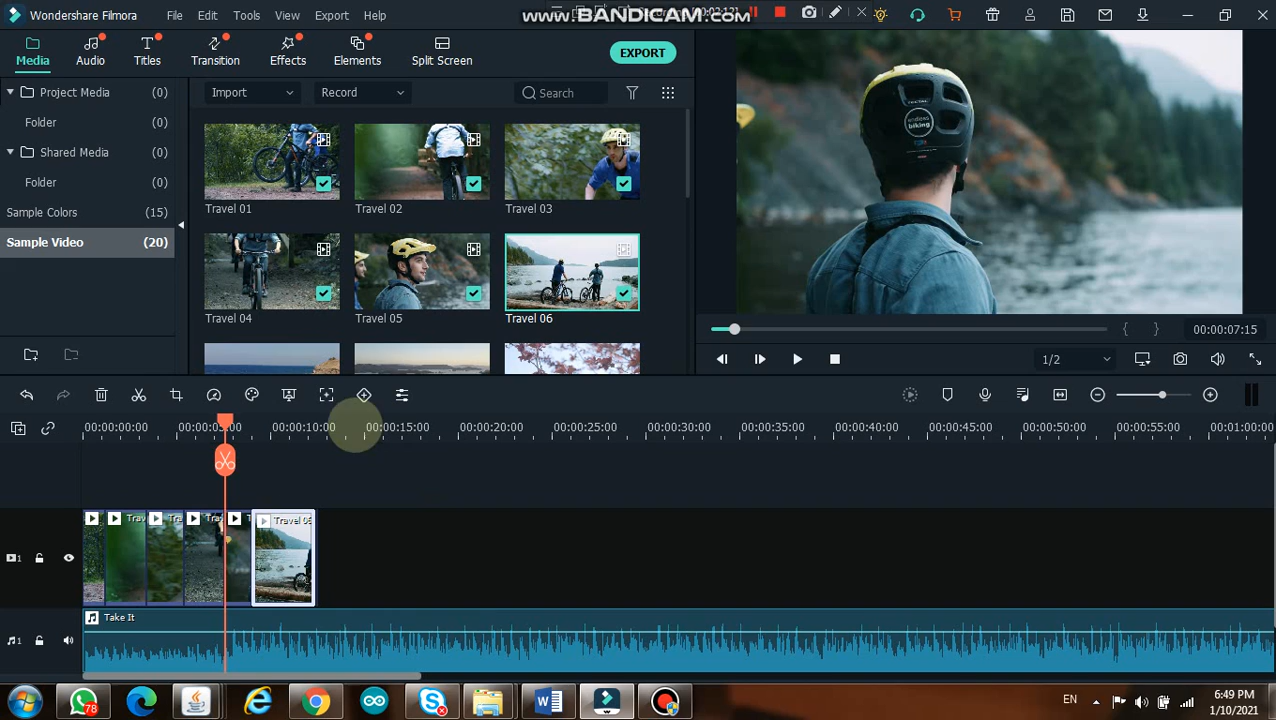 Wondershare Filmora
File
Edit
Tools
View
Export
Help
www.BANDICAM.com
Media
Audio
Titles
Transition
Effects
Elements
Split Screen
EXPORT
Project Media (0)
Folder (0)
Shared Media (0)
Folder (0)
Sample Colors (15)
Sample Video (20)
Import
Record
Search
Travel 01
Travel 02
Travel 03
Travel 04
Travel 05
Travel 06
endless
biking
1/2
00:00:07:15
00:00:00:00
00:00:10:00
00:00:15:00
00:00:20:00
00:00:25:00
00:00:30:00
00:00:35:00
00:00:40:00
00:00:45:00
00:00:50:00
00:00:55:00
00:01:00:00
Take It
1
1
78
EN
6:49 PM
1/10/2021